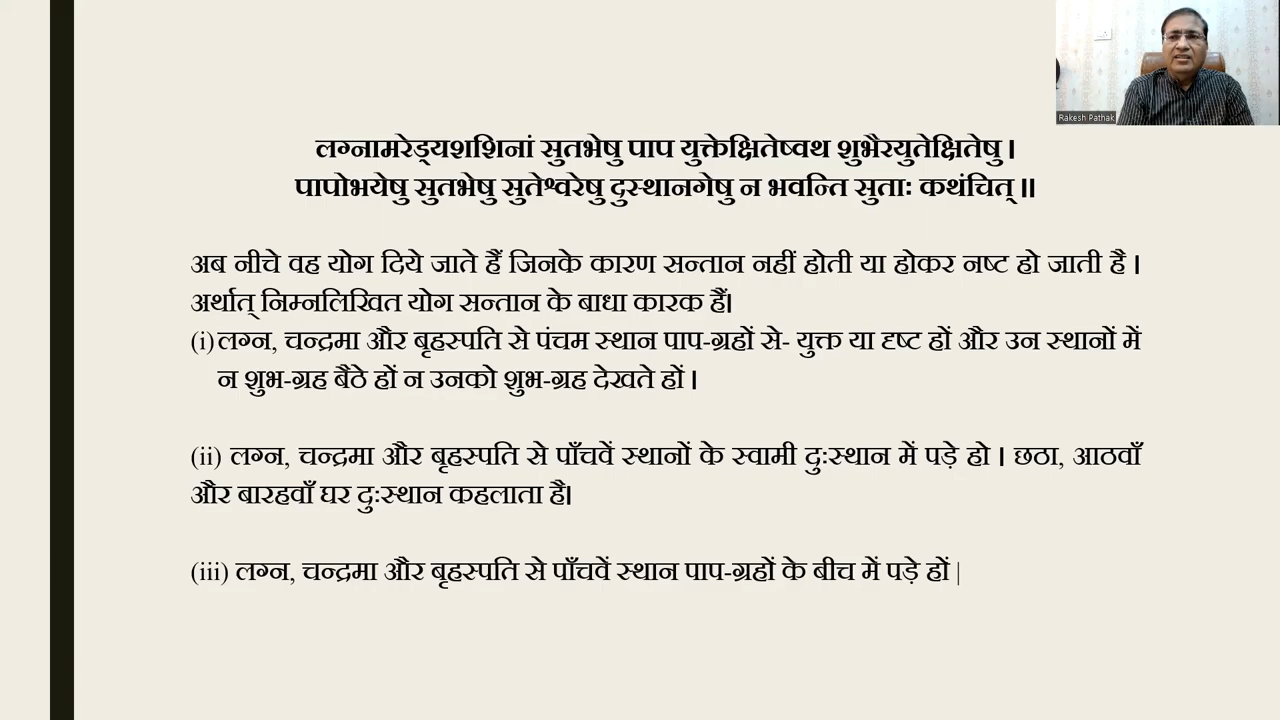 Rakesh Pathak
लग्नामरेड्यशशिनां सुतभेषु पाप युक्तेक्षितेष्वथ शुभैरयुतेक्षितेषु ।
पापोभयेषु सुतभेषु सुतेश्वरेषु दुस्थानगेषु न भवन्ति सुताः कथंचित् ॥
अब नीचे वह योग दिये जाते हैं जिनके कारण सन्तान नहीं होती या होकर नष्ट हो जाती है ।
अर्थात् निम्नलिखित योग सन्तान के बाधा कारक हैं।
(i) लग्न, चन्द्रमा और बृहस्पति से पंचम स्थान पाप-ग्रहों से- युक्त या दृष्ट हों और उन स्थानों में
न शुभ-ग्रह बैठे हों न उनको शुभ-ग्रह देखते हों ।
(ii) लग्न, चन्द्रमा और बृहस्पति से पाँचवें स्थानों के स्वामी दुःस्थान में पड़े हो । छठा, आठवाँ
और बारहवाँ घर दुःस्थान कहलाता है।
(iii) लग्न, चन्द्रमा और बृहस्पति से पाँचवें स्थान पाप-ग्रहों के बीच में पड़े हों |